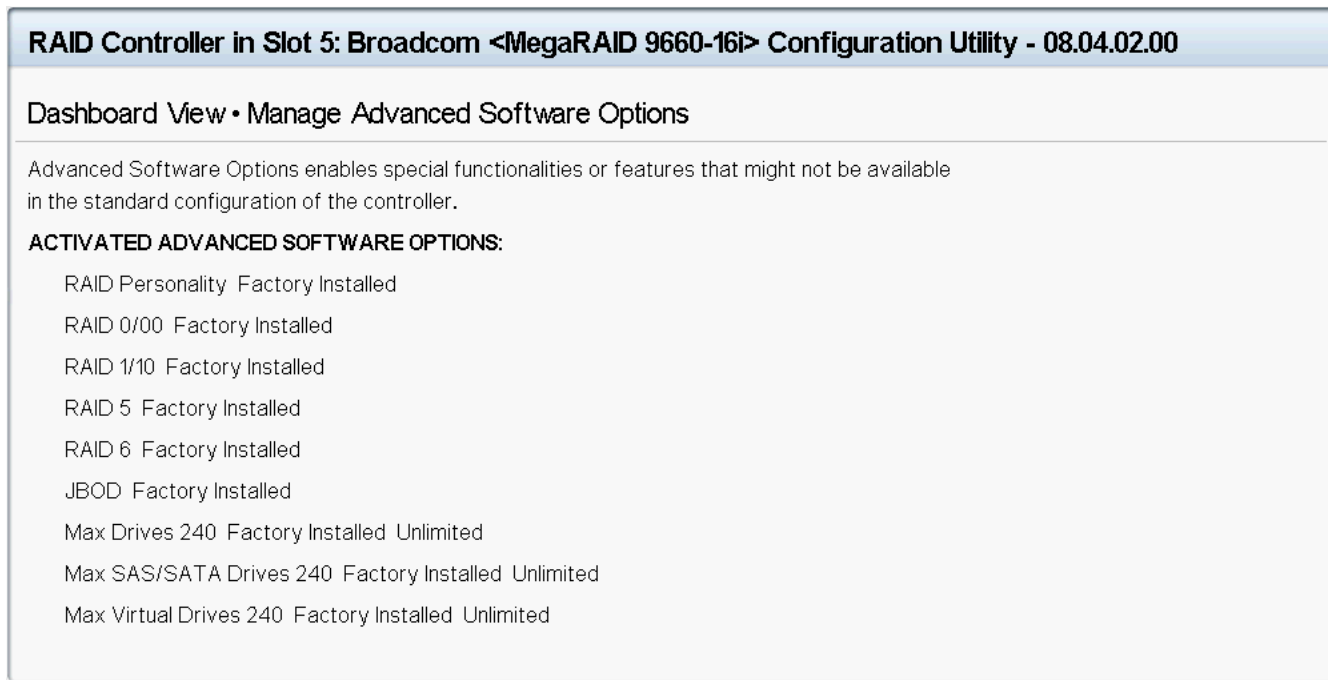 RAID Controller in Slot 5: Broadcom <MegaRAID 9660-16i> Configuration Utility - 08.04.02.00
Dashboard View • Manage Advanced Software Options
Advanced Software Options enables special functionalities or features that might not be available
in the standard configuration of the controller.
ACTIVATED ADVANCED SOFTWARE OPTIONS:
RAID Personality Factory Installed
RAID 0/00 Factory Installed
RAID 1/10 Factory Installed
RAID 5 Factory Installed
RAID 6 Factory Installed
JBOD Factory Installed
Max Drives 240 Factory Installed Unlimited
Max SAS/SATA Drives 240 Factory Installed Unlimited
Max Virtual Drives 240 Factory Installed Unlimited